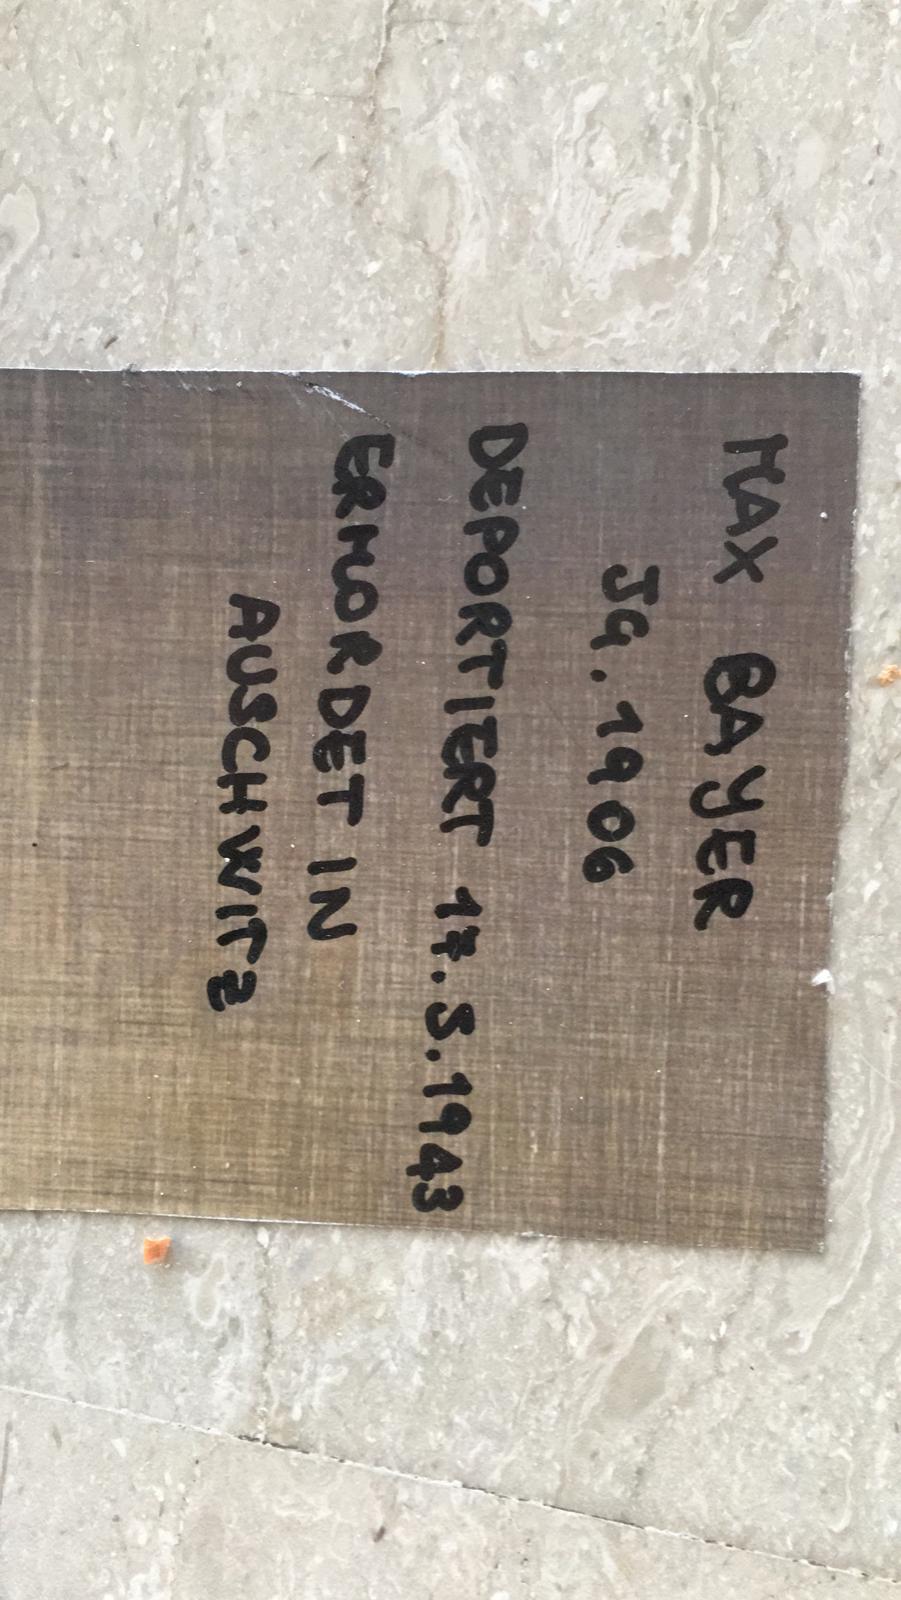 MAX BAYER
JG. 1906
DEPORTIERT 17.5.1943
ERMORDET IN
AUSCHWITZ